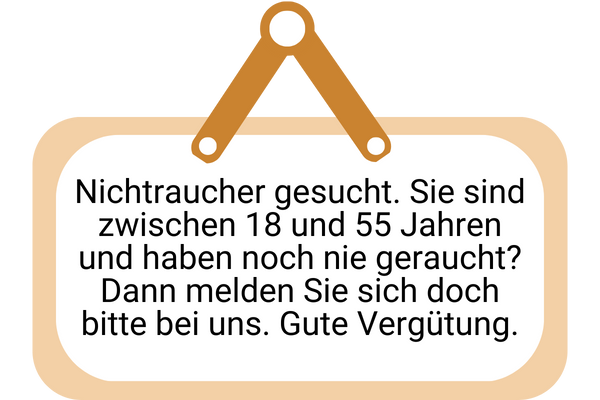 Nichtraucher gesucht. Sie sind
zwischen 18 und 55 Jahren
und haben noch nie geraucht?
Dann melden Sie sich doch
bitte bei uns. Gute Vergütung.